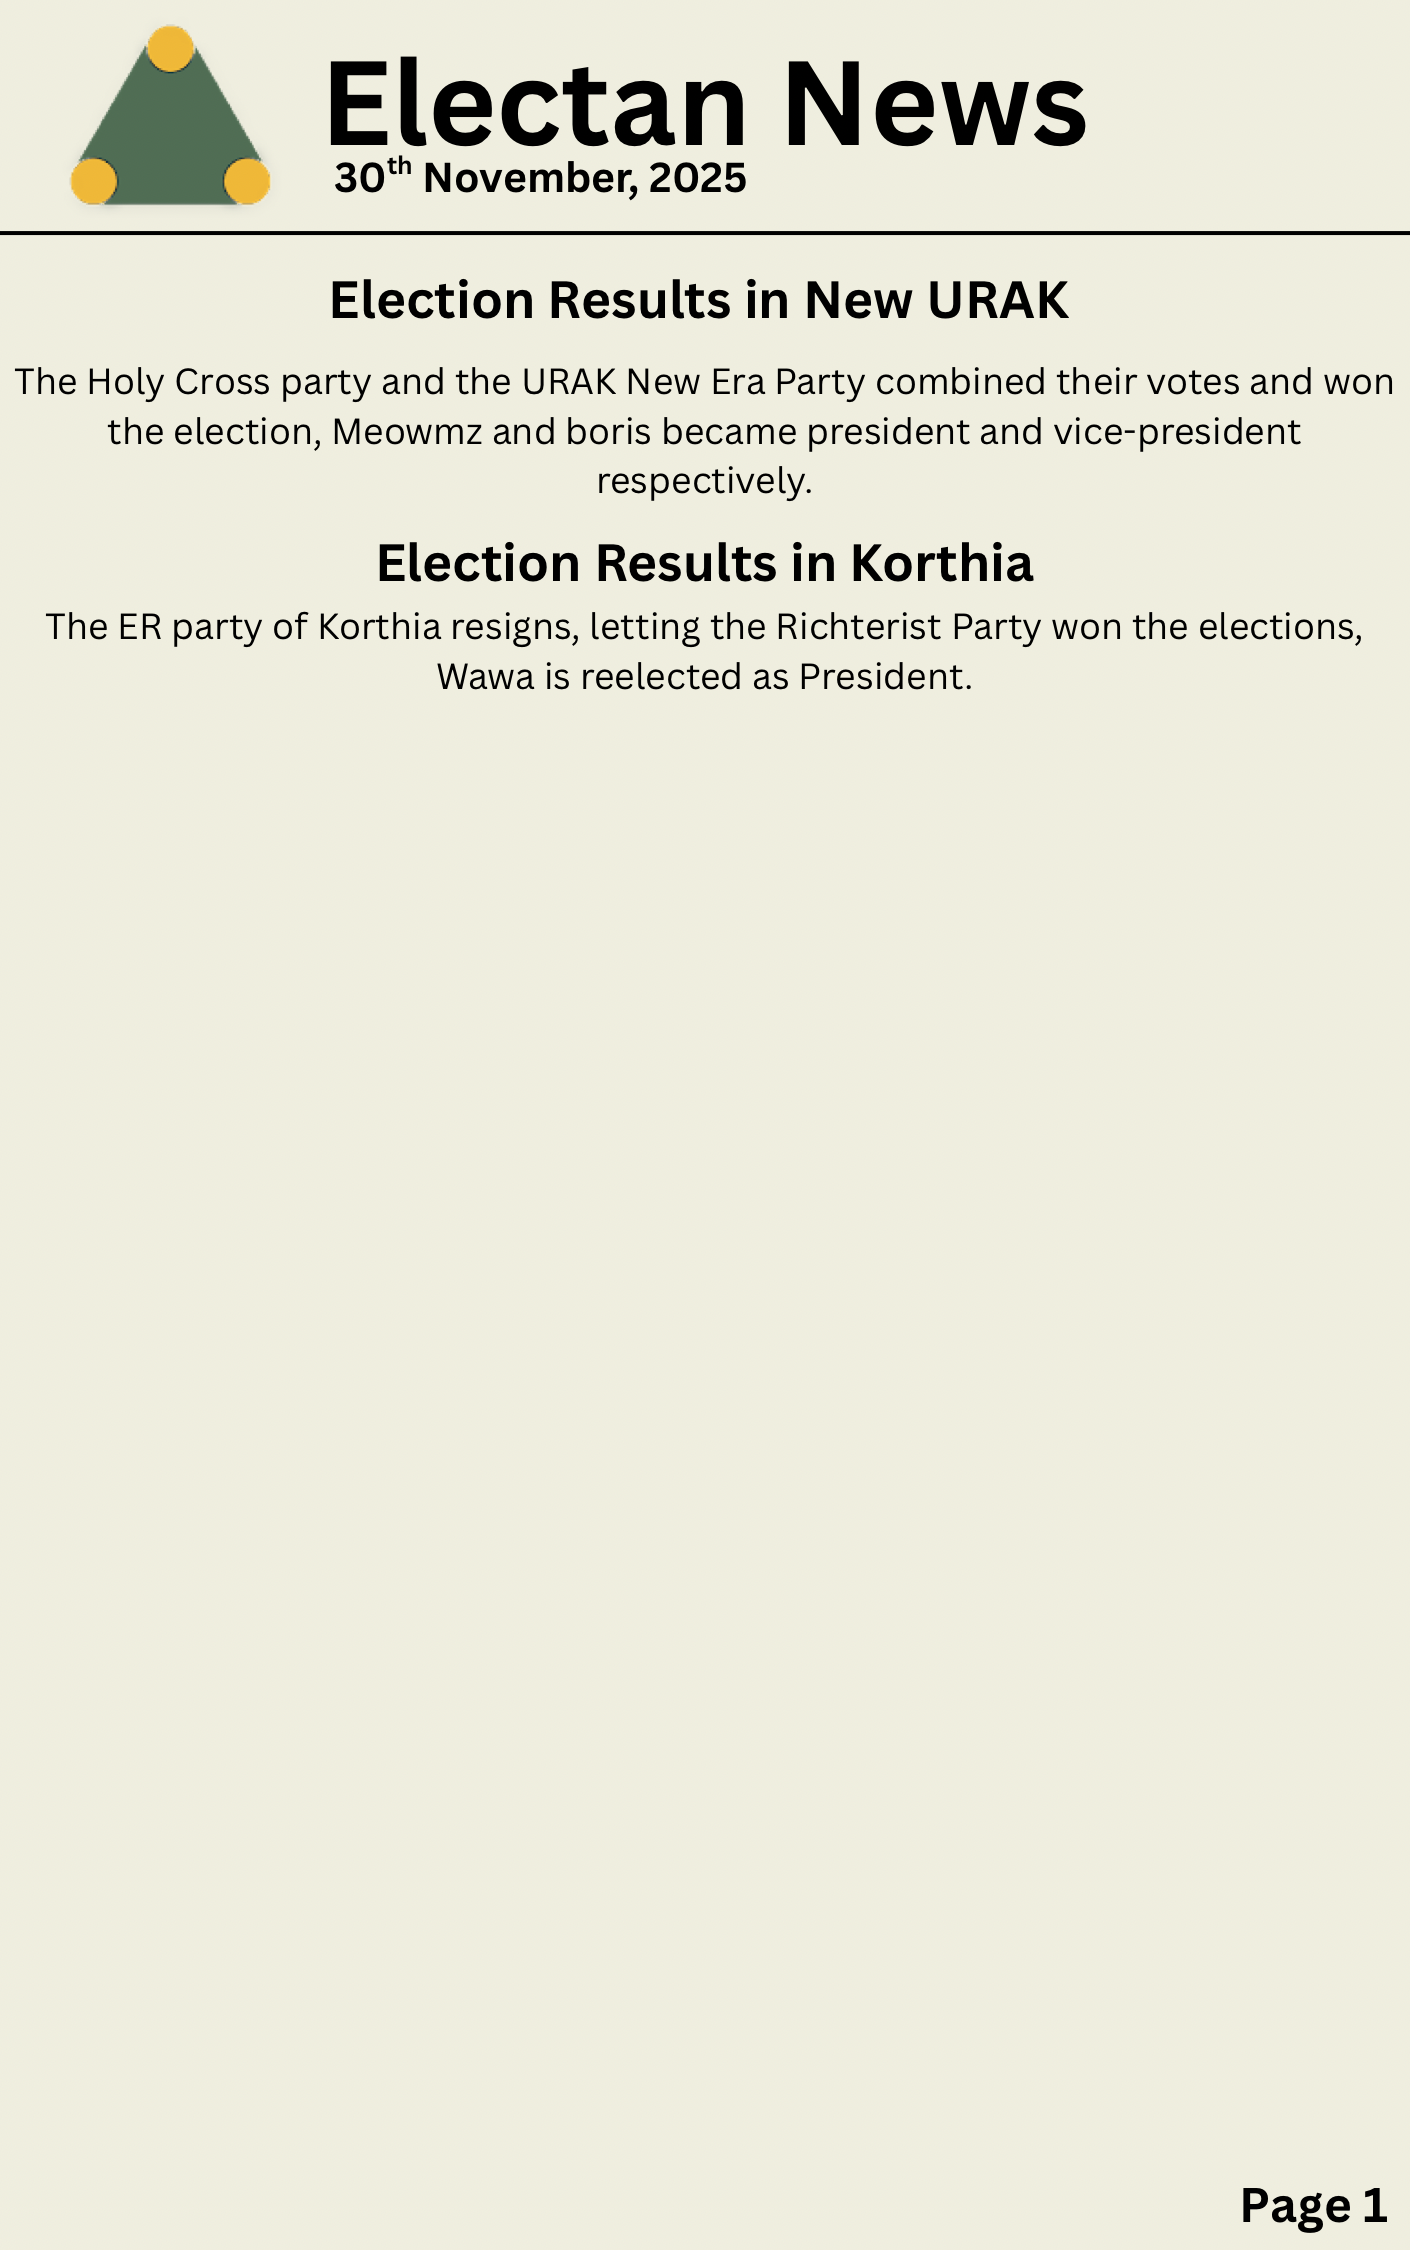 Electan News
30th November, 2025
Election Results in New URAK
The Holy Cross party and the URAK New Era Party combined their votes and won
the election, Meowmz and boris became president and vice-president
respectively.
Election Results in Korthia
The ER party of Korthia resigns, letting the Richterist Party won the elections,
Wawa is reelected as President.
Page 1